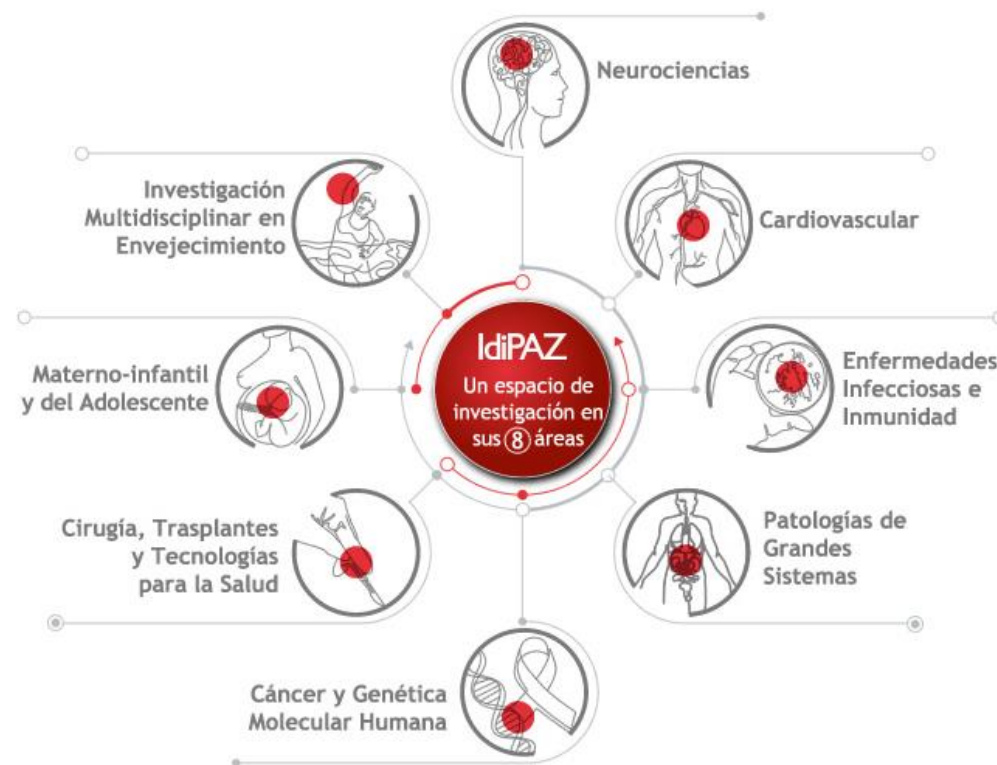 Neurociencias
Investigación
Multidisciplinar en
Envejecimiento
Cardiovascular
IdiPAZ
Un espacio de
investigación en
sus 8 áreas
Materno-infantil
y del Adolescente
Enfermedades
Infecciosas e
Inmunidad
Cirugía, Trasplantes
y Tecnologías
para la Salud
Patologías de
Grandes
Sistemas
Cáncer y Genética
Molecular Humana